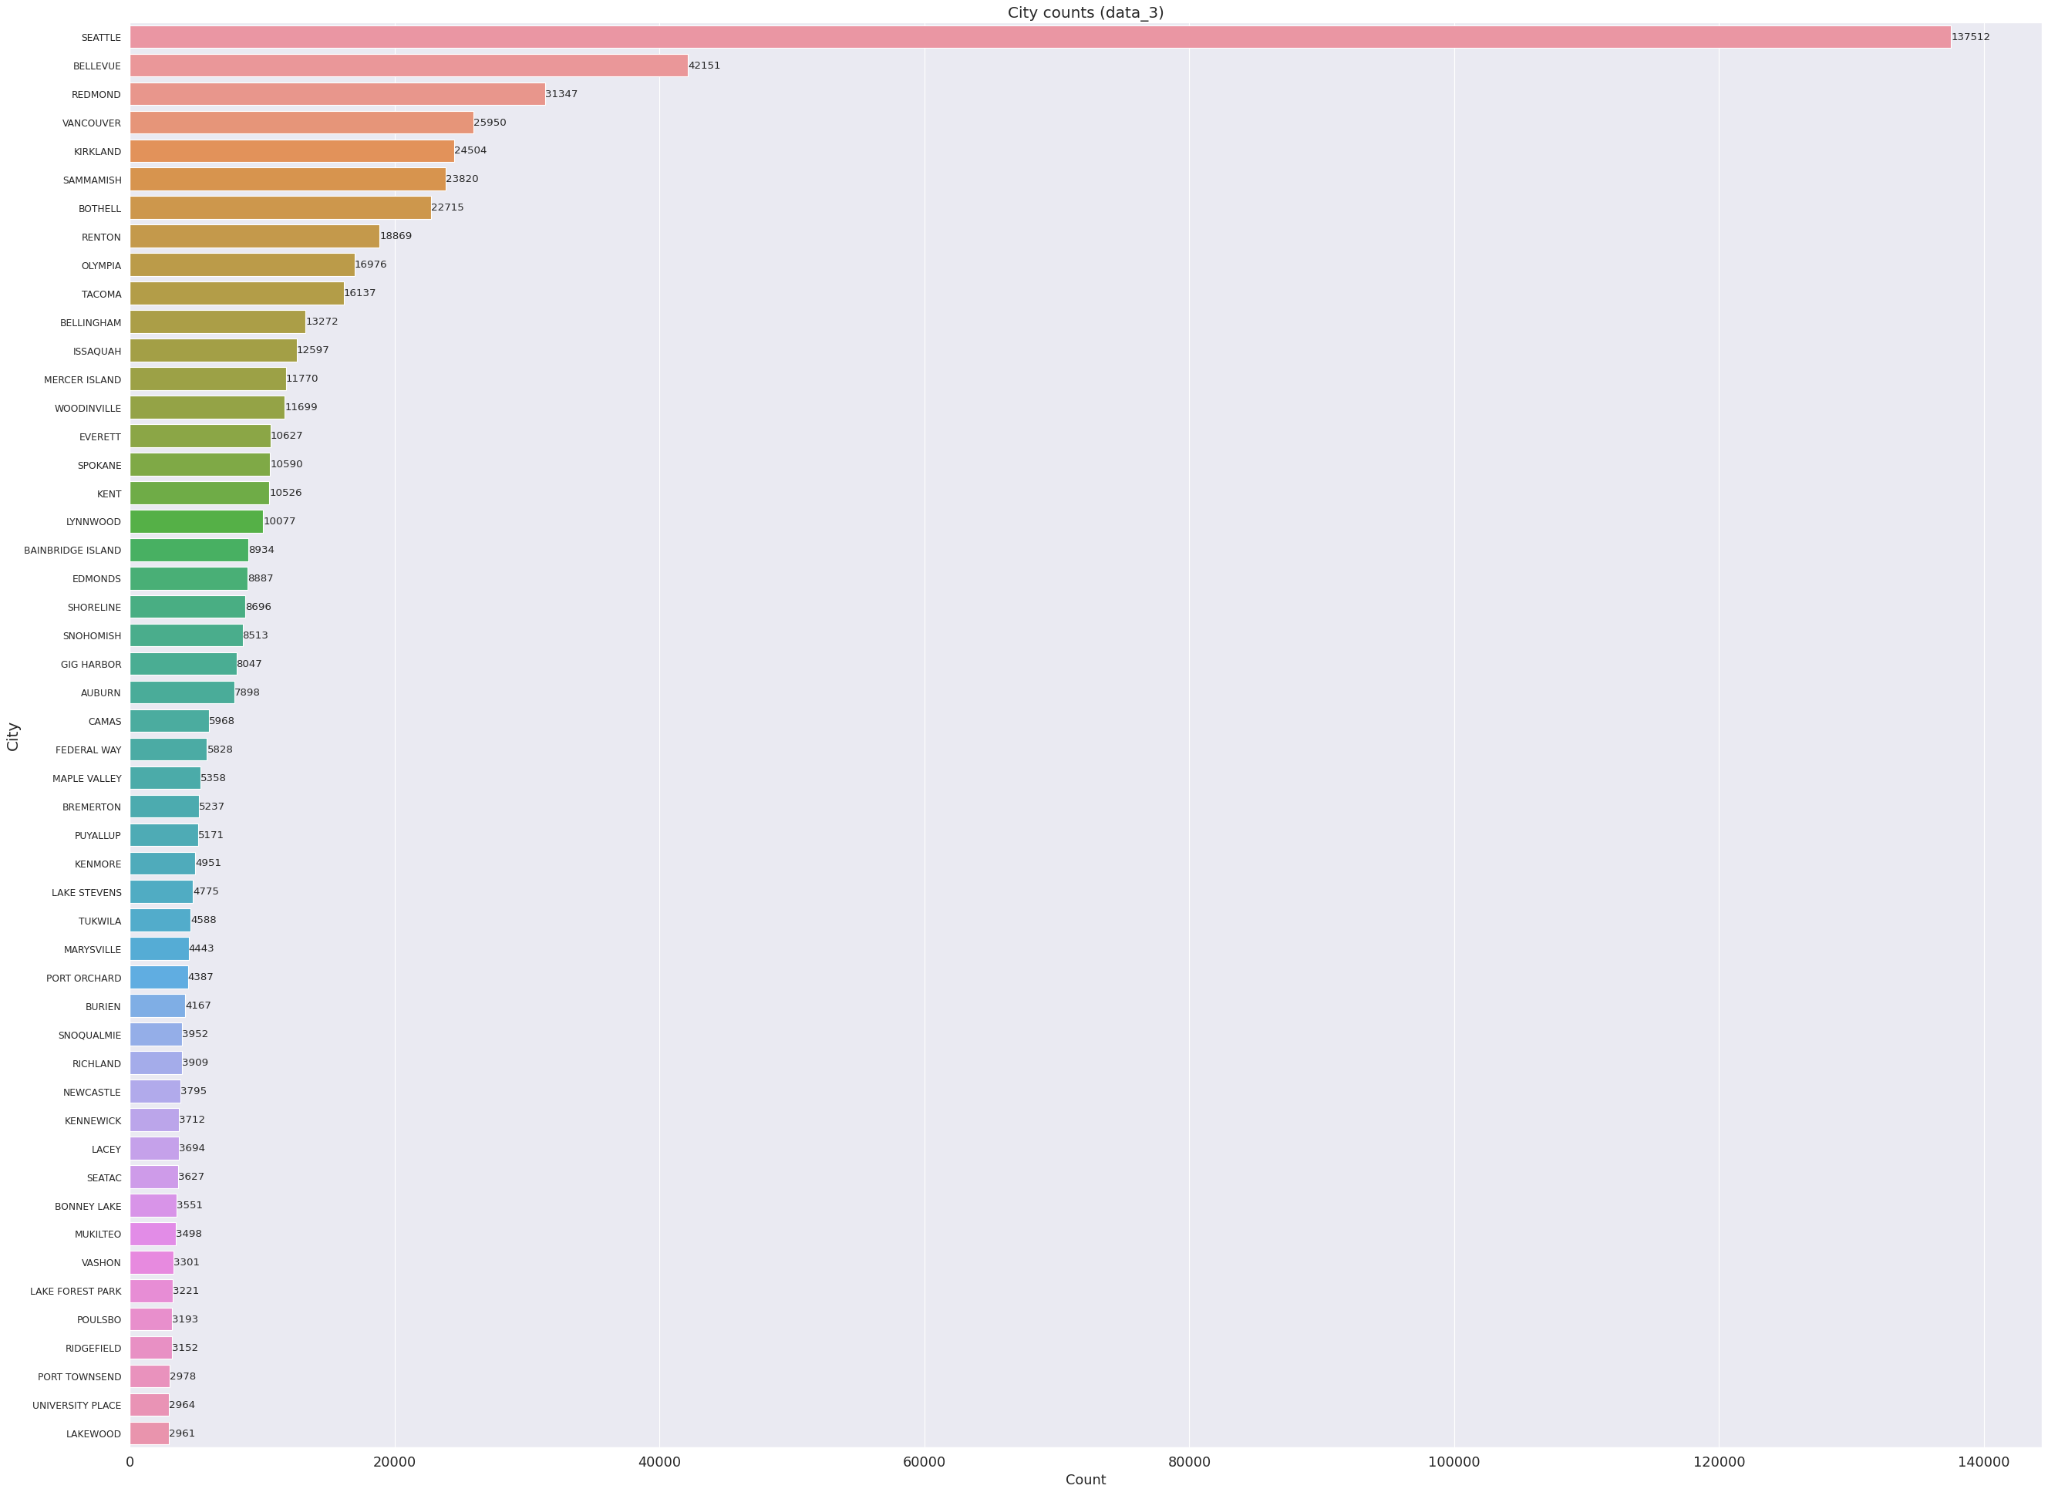 City counts (data_3)
SEATTLE 137512
BELLEVUE 42151
REDMOND 31347
VANCOUVER 25950
KIRKLAND 24504
SAMMAMISH 23820
BOTHELL 22715
RENTON 18869
OLYMPIA 16976
TACOMA 16137
BELLINGHAM 13272
ISSAQUAH 12597
MERCER ISLAND 11770
WOODINVILLE 11699
EVERETT 10627
SPOKANE 10590
KENT 10526
LYNNWOOD 10077
BAINBRIDGE ISLAND 8934
EDMONDS 8887
SHORELINE 8696
SNOHOMISH 8513
GIG HARBOR 8047
AUBURN 7898
CAMAS 5968
FEDERAL WAY 5828
MAPLE VALLEY 5358
BREMERTON 5237
PUYALLUP 5171
KENMORE 4951
LAKE STEVENS 4775
TUKWILA 4588
MARYSVILLE 4443
PORT ORCHARD 4387
BURIEN 4167
SNOQUALMIE 3952
RICHLAND 3909
NEWCASTLE 3795
KENNEWICK 3712
LACEY 3694
SEATAC 3627
BONNEY LAKE 3551
MUKILTEO 3498
VASHON 3301
LAKE FOREST PARK 3221
POULSBO 3193
RIDGEFIELD 3152
PORT TOWNSEND 2978
UNIVERSITY PLACE 2964
LAKEWOOD 2961
City
0 20000 40000 60000 80000 100000 120000 140000
Count